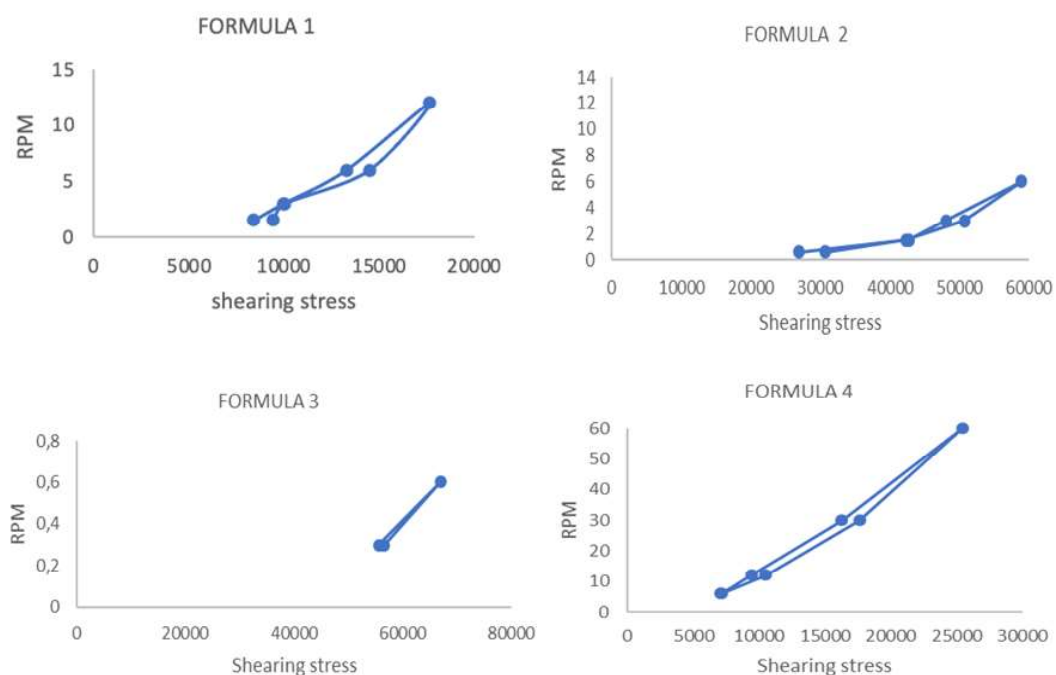 FORMULA 1
15
10
5
0
RPM
0 5000 10000 15000 20000
shearing stress
FORMULA 2
14
12
10
8
6
4
2
0
RPM
0 10000 20000 30000 40000 50000 60000
Shearing stress
FORMULA 3
0,8
0,6
0,4
0,2
0
RPM
0 20000 40000 60000 80000
Shearing stress
FORMULA 4
60
50
40
30
20
10
0
RPM
0 5000 10000 15000 20000 25000 30000
Shearing stress